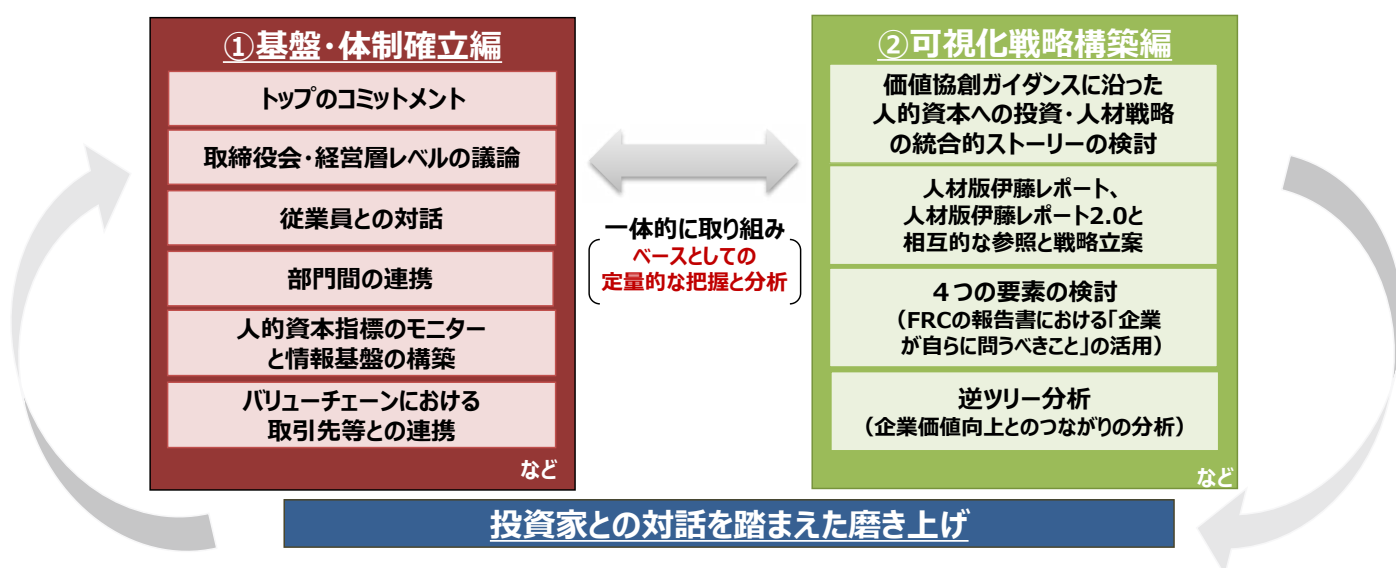 ①基盤・体制確立編
トップのコミットメント
取締役会・経営層レベルの議論
従業員との対話
部門間の連携
人的資本指標のモニター
と情報基盤の構築
バリューチェーンにおける
取引先等との連携
など
一体的に取り組み
ベースとしての
定量的な把握と分析
②可視化戦略構築編
価値協創ガイダンスに沿った
人的資本への投資・人材戦略
の統合的ストーリーの検討
人材版伊藤レポート、
人材版伊藤レポート2.0と
相互的な参照と戦略立案
４つの要素の検討
（FRCの報告書における「企業
が自らに問うべきこと」の活用）
逆ツリー分析
（企業価値向上とのつながりの分析）
など
投資家との対話を踏まえた磨き上げ